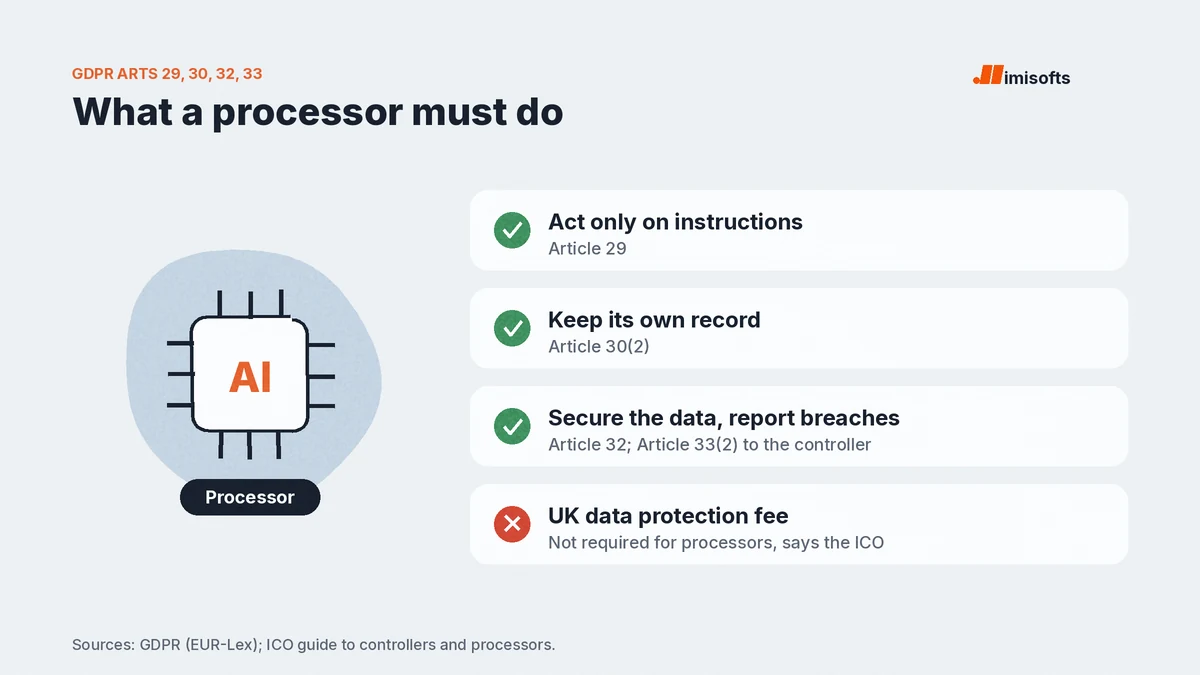 GDPR ARTS 29, 30, 32, 33
imisofts
What a processor must do
Act only on instructions
Article 29
Keep its own record
Article 30(2)
AI
Secure the data, report breaches
Article 32; Article 33(2) to the controller
Processor
UK data protection fee
Not required for processors, says the ICO
Sources: GDPR (EUR-Lex); ICO guide to controllers and processors.